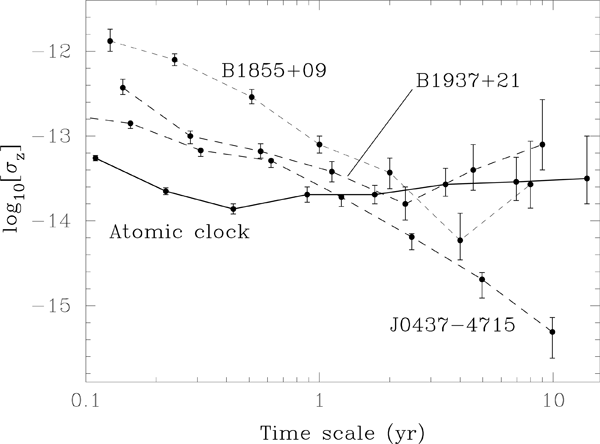 -12
B1855+09
B1937+21
-13
log10[σz]
-14
Atomic clock
-15
J0437-4715
0.1
1
10
Time scale (yr)